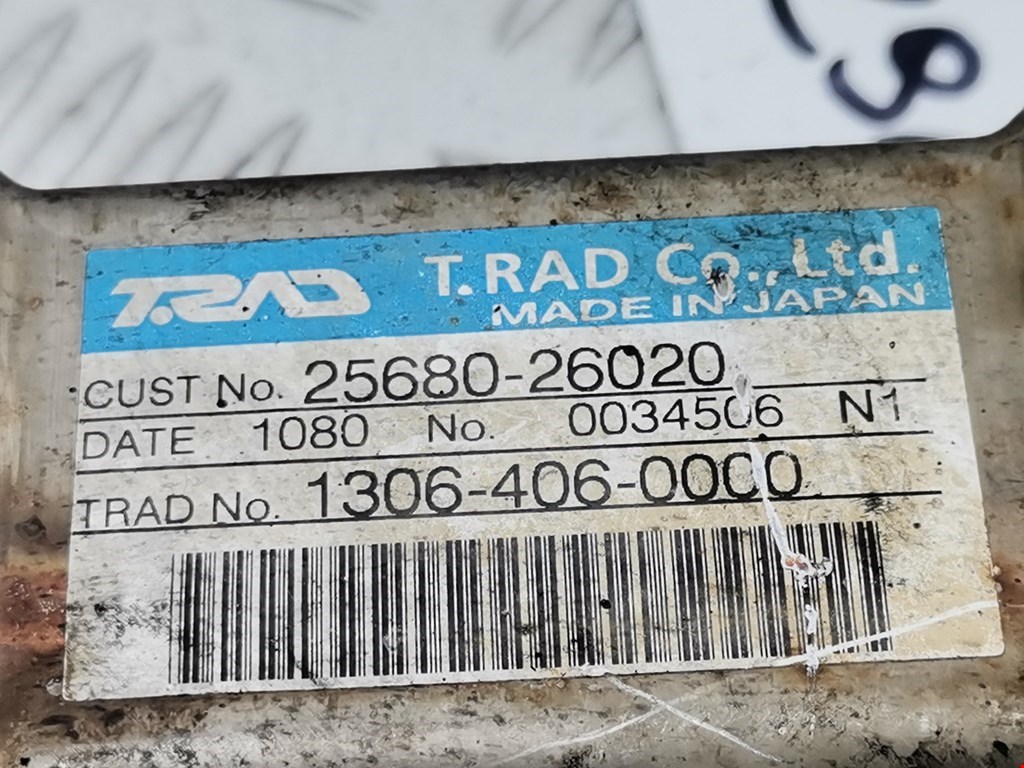 T.RAD T.RAD Co., Ltd.
MADE IN JAPAN
CUST No. 25680-26020
DATE 1080 No. 0034506 N1
TRAD No. 1306-406-0000